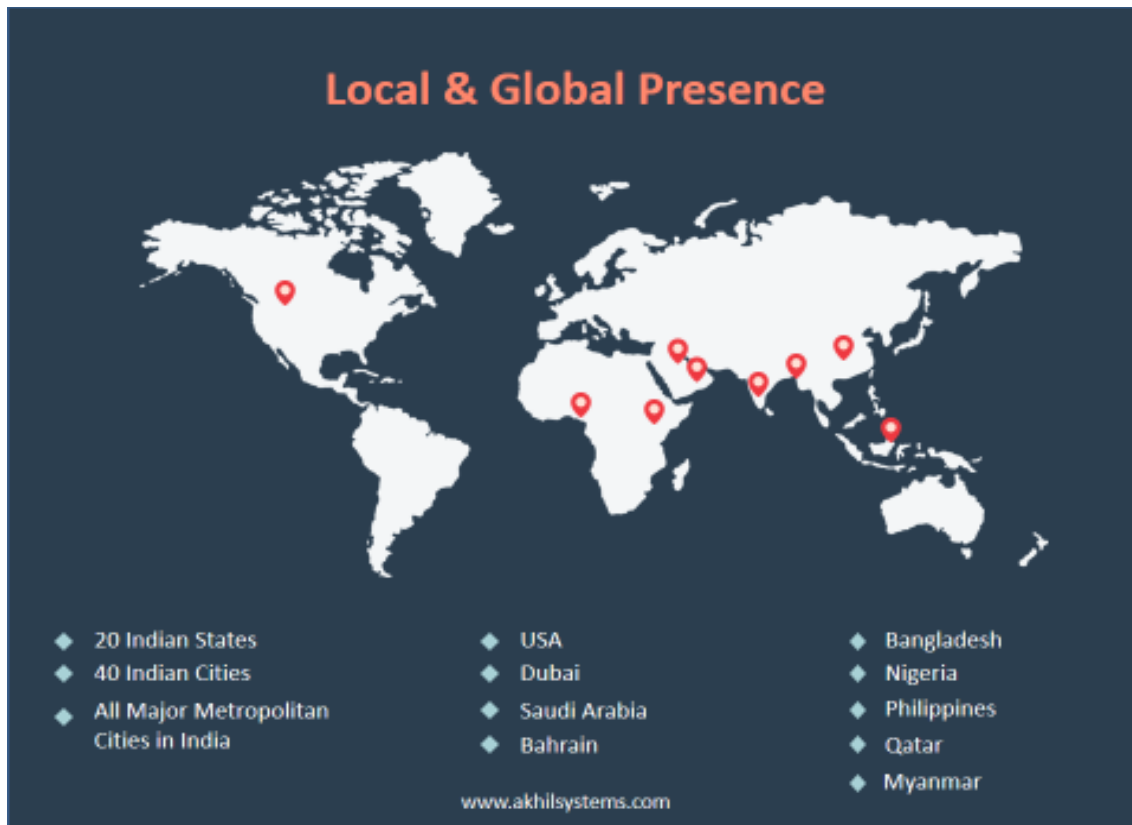 Local & Global Presence
20 Indian States
40 Indian Cities
All Major Metropolitan
Cities in India
USA
Dubai
Saudi Arabia
Bahrain
Bangladesh
Nigeria
Philippines
Qatar
Myanmar
www.akhilsystems.com